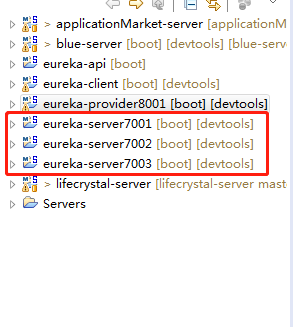 > applicationMarket-server [applicationM
> blue-server [boot] [devtools] [blue-serv
eureka-api [boot]
eureka-client [boot] [devtools]
eureka-provider8001 [boot] [devtools]
eureka-server7001 [boot] [devtools]
eureka-server7002 [boot] [devtools]
eureka-server7003 [boot] [devtools]
> lifecrystal-server [lifecrystal-server mast
Servers